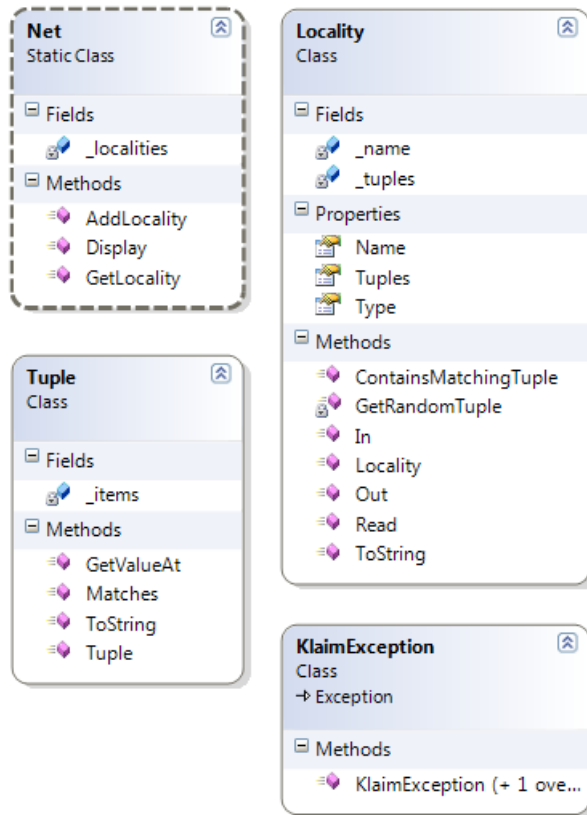 Net
Static Class
Fields
_localities
Methods
AddLocality
Display
GetLocality
Tuple
Class
Fields
_items
Methods
GetValueAt
Matches
ToString
Tuple
Locality
Class
Fields
_name
_tuples
Properties
Name
Tuples
Type
Methods
ContainsMatchingTuple
GetRandomTuple
In
Locality
Out
Read
ToString
KlaimException
Class
Exception
Methods
KlaimException (+ 1 ove...